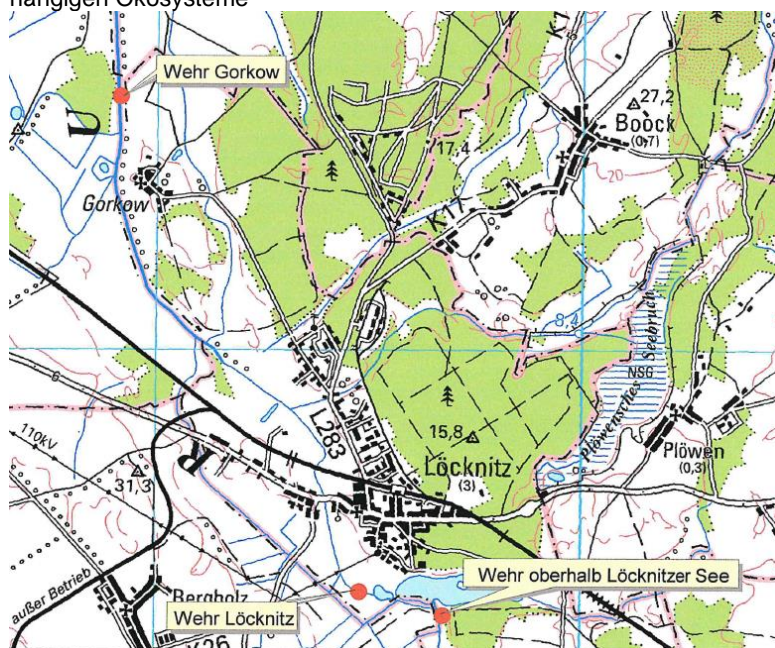 hängigen Ökosysteme
K17
Wehr Gorkow
27,2
Boock
(0,7)
U
17,4
20
Gorkow
K17
8,4
Plöwensches Seebruch
NSG
L283
110kV
15,8
Plöwen
(0,3)
R
Löcknitz
(3)
31,3
außer Betrieb
Wehr oberhalb Löcknitzer See
Bergholz
Wehr Löcknitz
K26